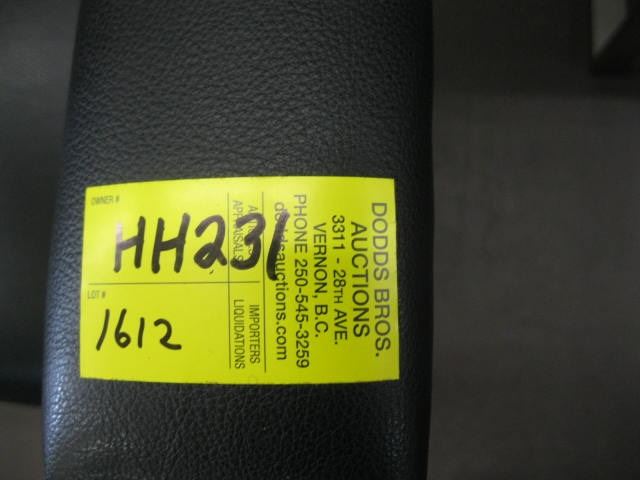 OWNER #
HH231
LOT #
1612
DODDS BROS.
AUCTIONS
3311 - 28TH AVE.
VERNON, B.C.
PHONE 250-545-3259
doddsauctions.com
IMPORTERS
APPRAISALS LIQUIDATIONS